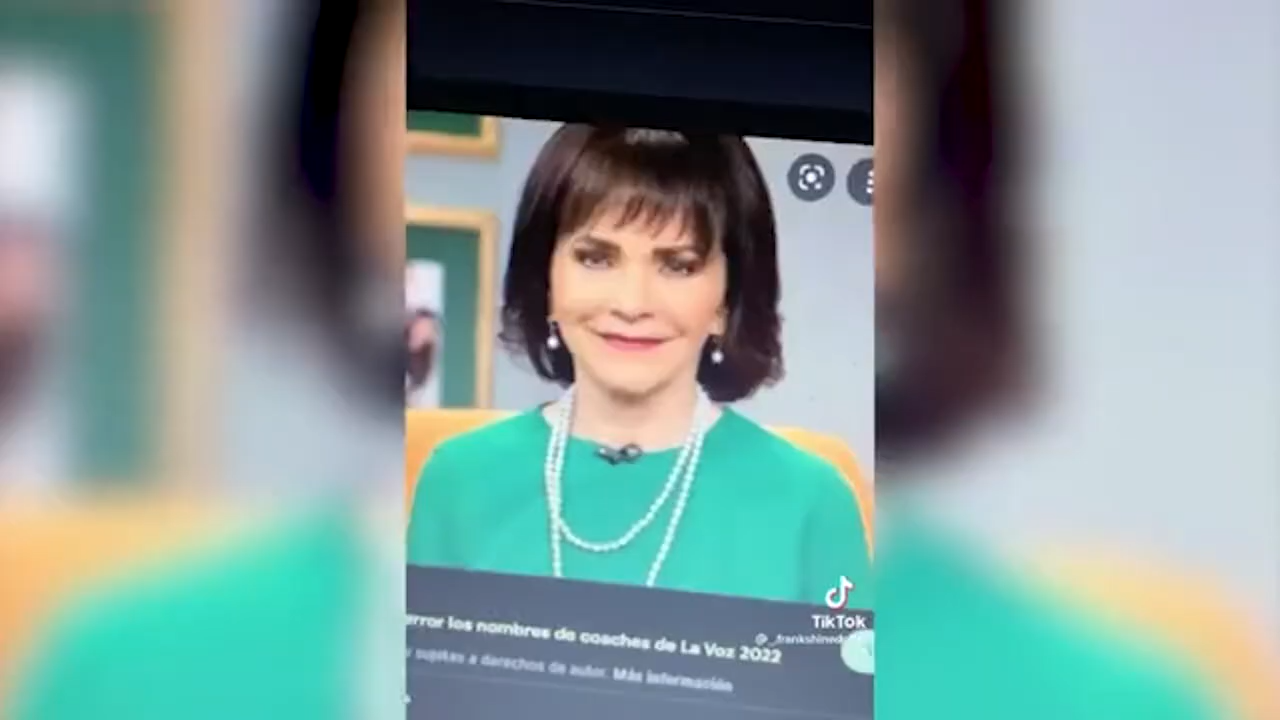 error los nombres de coaches de La Voz 2022
sujetas a derechos de autor. Más información
TikTok